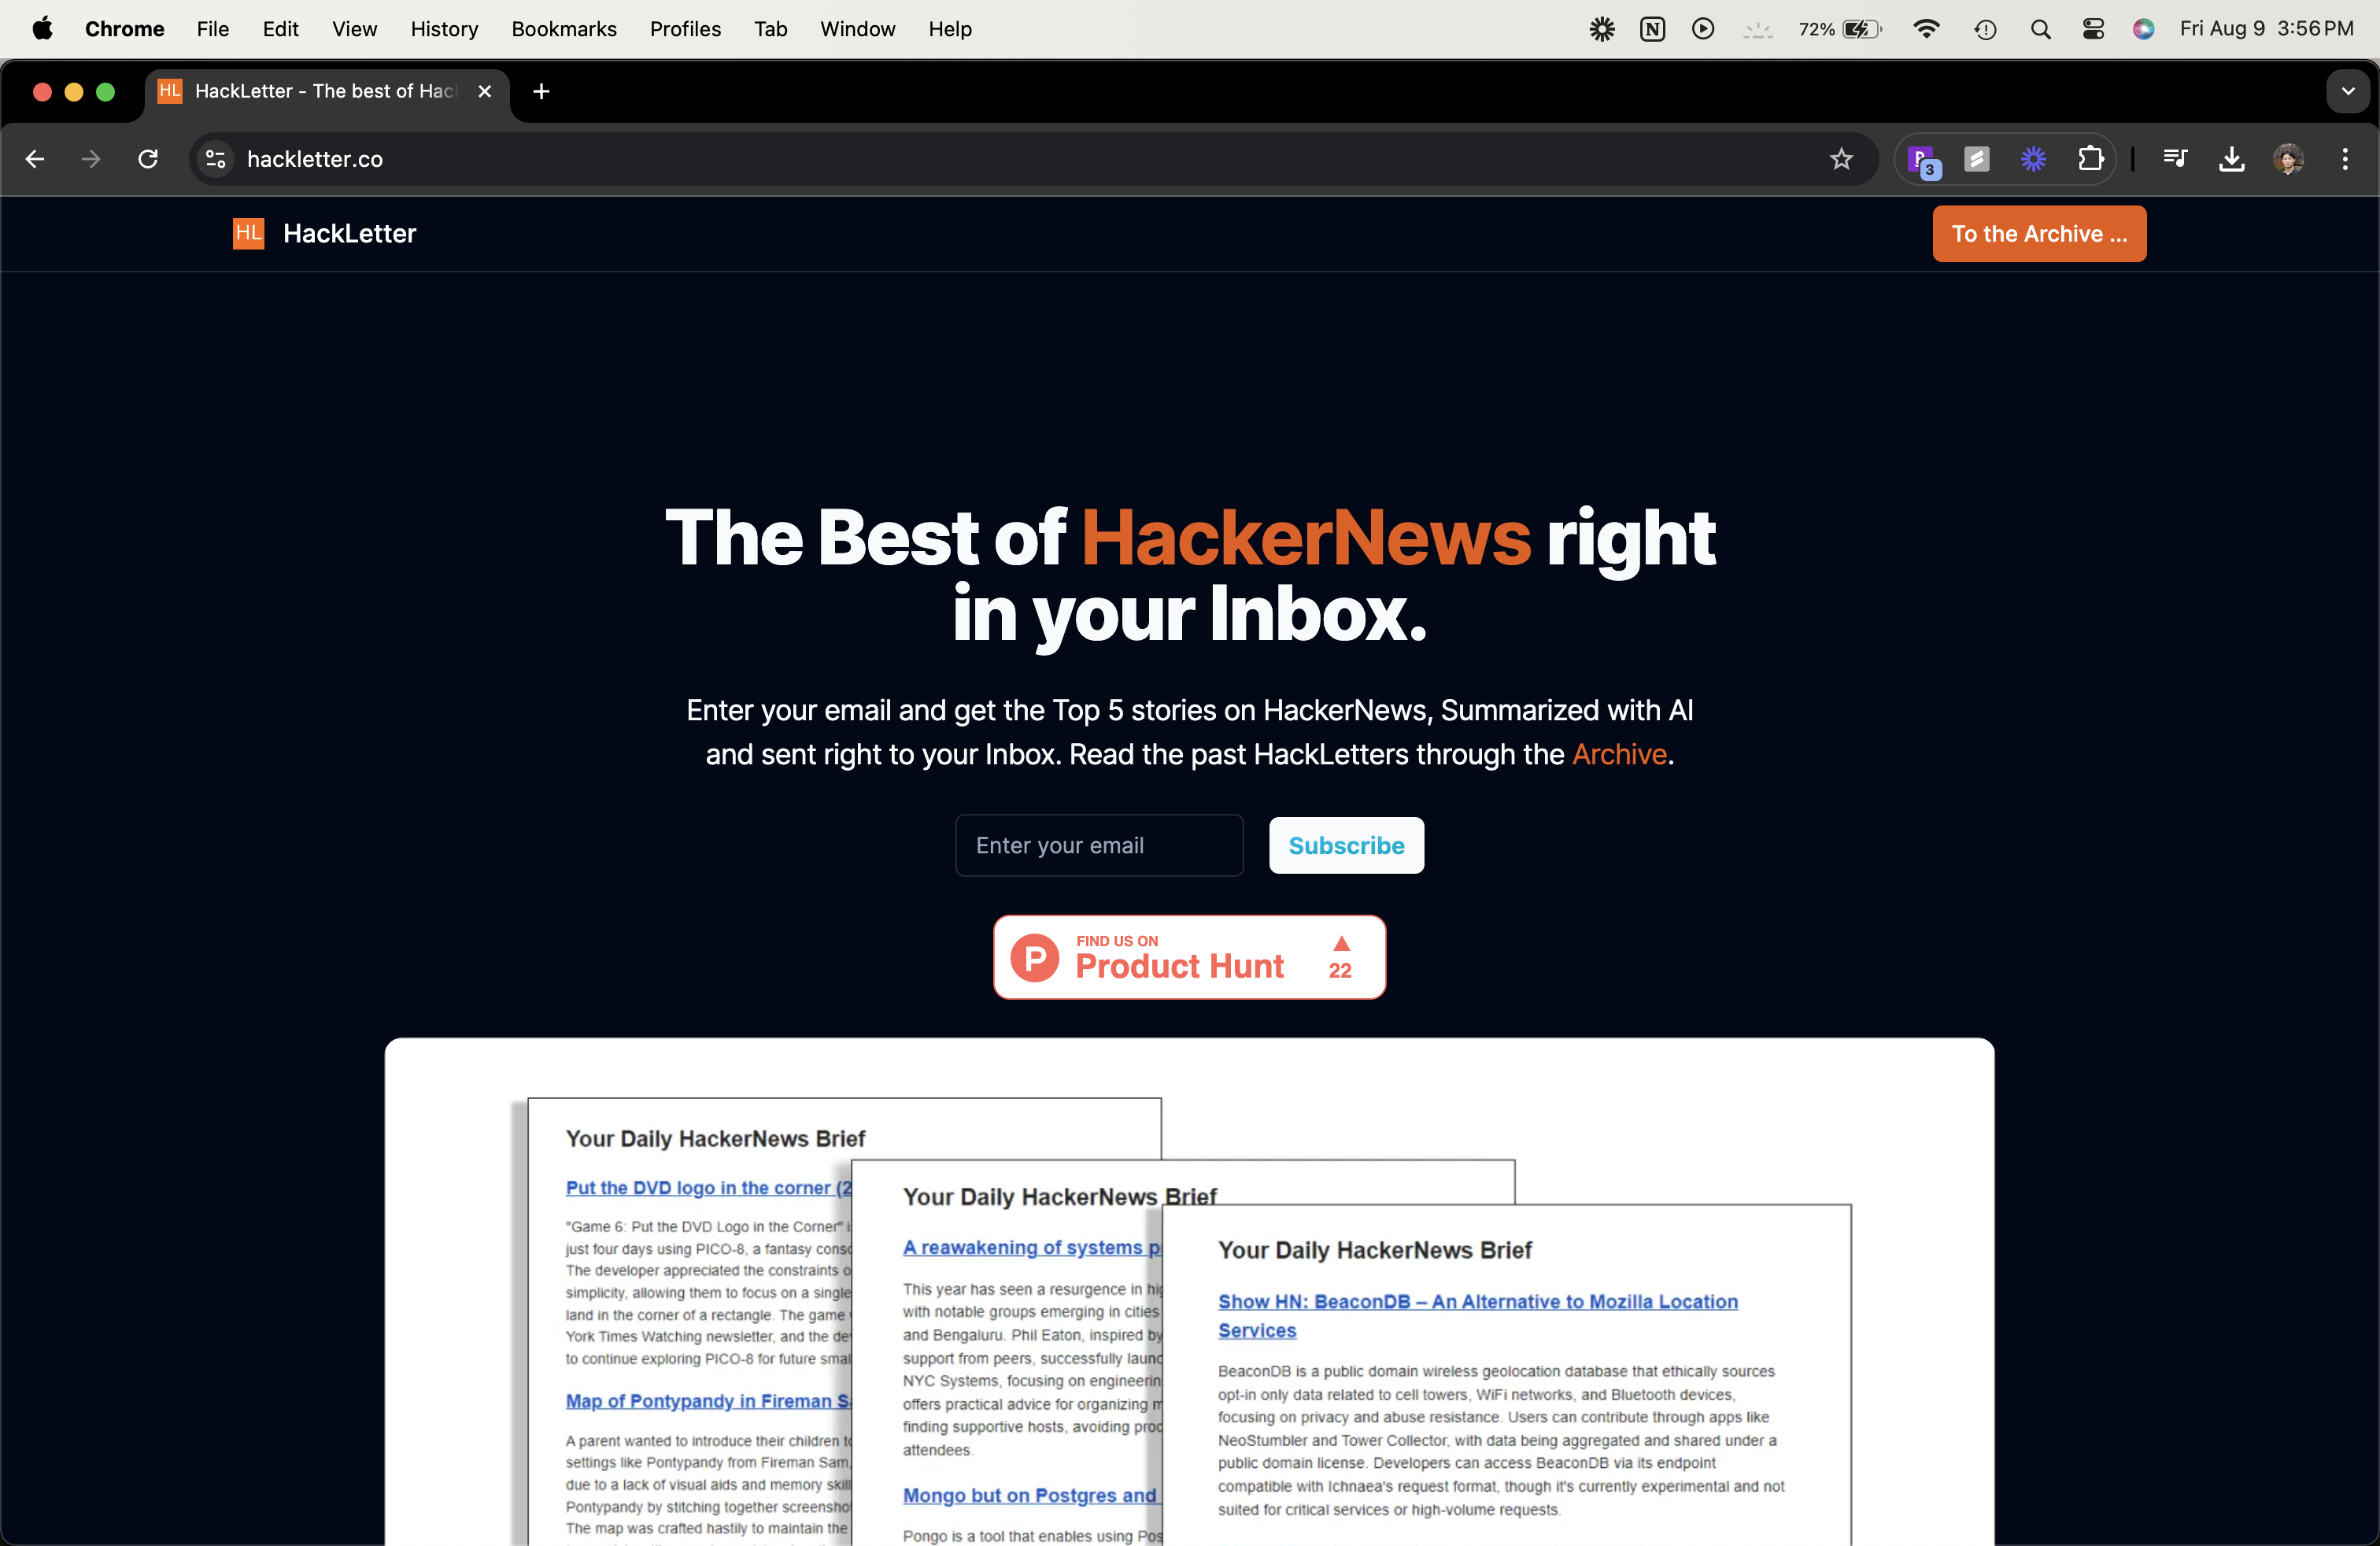 Chrome File Edit View History Bookmarks Profiles Tab Window Help 72% Fri Aug 9 3:56 PM
HL HackLetter - The best of Hac
hackletter.co 3
HL HackLetter To the Archive ...
The Best of HackerNews right
in your Inbox.
Enter your email and get the Top 5 stories on HackerNews, Summarized with AI
and sent right to your Inbox. Read the past HackLetters through the Archive.
Enter your email Subscribe
P FIND US ON
Product Hunt 22
Your Daily HackerNews Brief
Put the DVD logo in the corner (2
"Game 6: Put the DVD Logo in the Corner"
just four days using PICO-8, a fantasy
The developer appreciated the constraints
simplicity, allowing them to focus on a single
land in the corner of a rectangle. The game
York Times Watching newsletter, and the
to continue exploring PICO-8 for future
Map of Pontypandy in Fireman
A parent wanted to introduce their children
settings like Pontypandy from Fireman Sam,
due to a lack of visual aids and memory
Pontypandy by stitching together
The map was crafted hastily to maintain the
Your Daily HackerNews Brief
A reawakening of systems
This year has seen a resurgence in
with notable groups emerging in cities
and Bengaluru. Phil Eaton, inspired by
support from peers, successfully
NYC Systems, focusing on
offers practical advice for organizing
finding supportive hosts, avoiding
attendees.
Mongo but on Postgres and
Pongo is a tool that enables using
Your Daily HackerNews Brief
Show HN: BeaconDB – An Alternative to Mozilla Location
Services
BeaconDB is a public domain wireless geolocation database that ethically sources
opt-in only data related to cell towers, WiFi networks, and Bluetooth devices,
focusing on privacy and abuse resistance. Users can contribute through apps like
NeoStumbler and Tower Collector, with data being aggregated and shared under a
public domain license. Developers can access BeaconDB via its endpoint
compatible with Ichnaea's request format, though it's currently experimental and not
suited for critical services or high-volume requests.